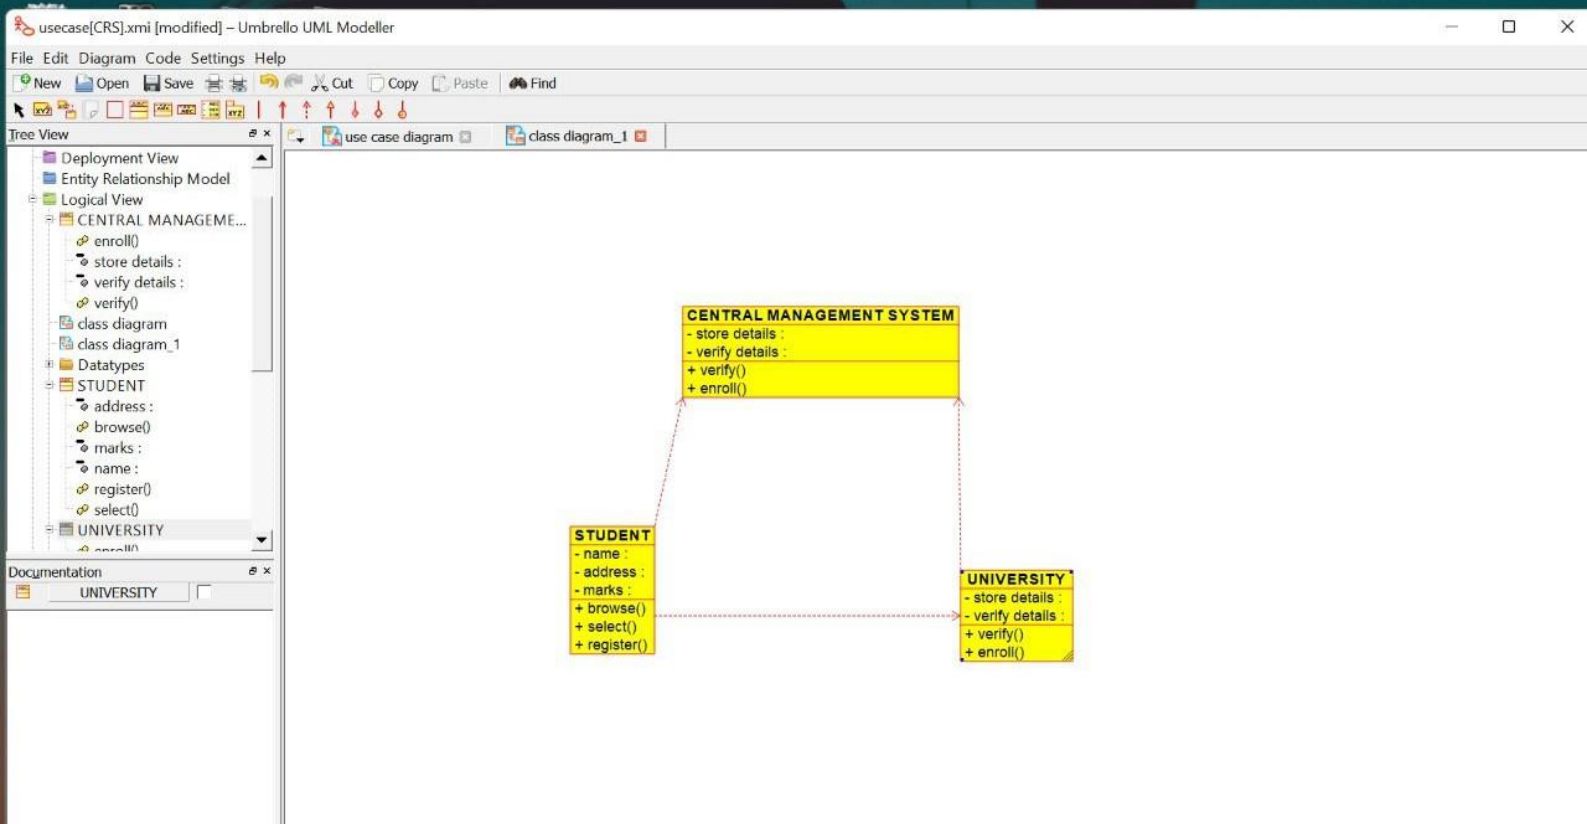 usecase[CRS].xmi [modified] – Umbrello UML Modeller
File Edit Diagram Code Settings Help
New Open Save Cut Copy Paste Find
Tree View
use case diagram
class diagram_1
Deployment View
Entity Relationship Model
Logical View
CENTRAL MANAGEME...
enroll()
store details :
verify details :
verify()
class diagram
class diagram_1
Datatypes
STUDENT
address :
browse()
marks :
name :
register()
select()
UNIVERSITY
enroll()
Documentation
UNIVERSITY
CENTRAL MANAGEMENT SYSTEM
- store details :
- verify details :
+ verify()
+ enroll()
STUDENT
- name :
- address :
- marks :
+ browse()
+ select()
+ register()
UNIVERSITY
- store details :
- verify details :
+ verify()
+ enroll()